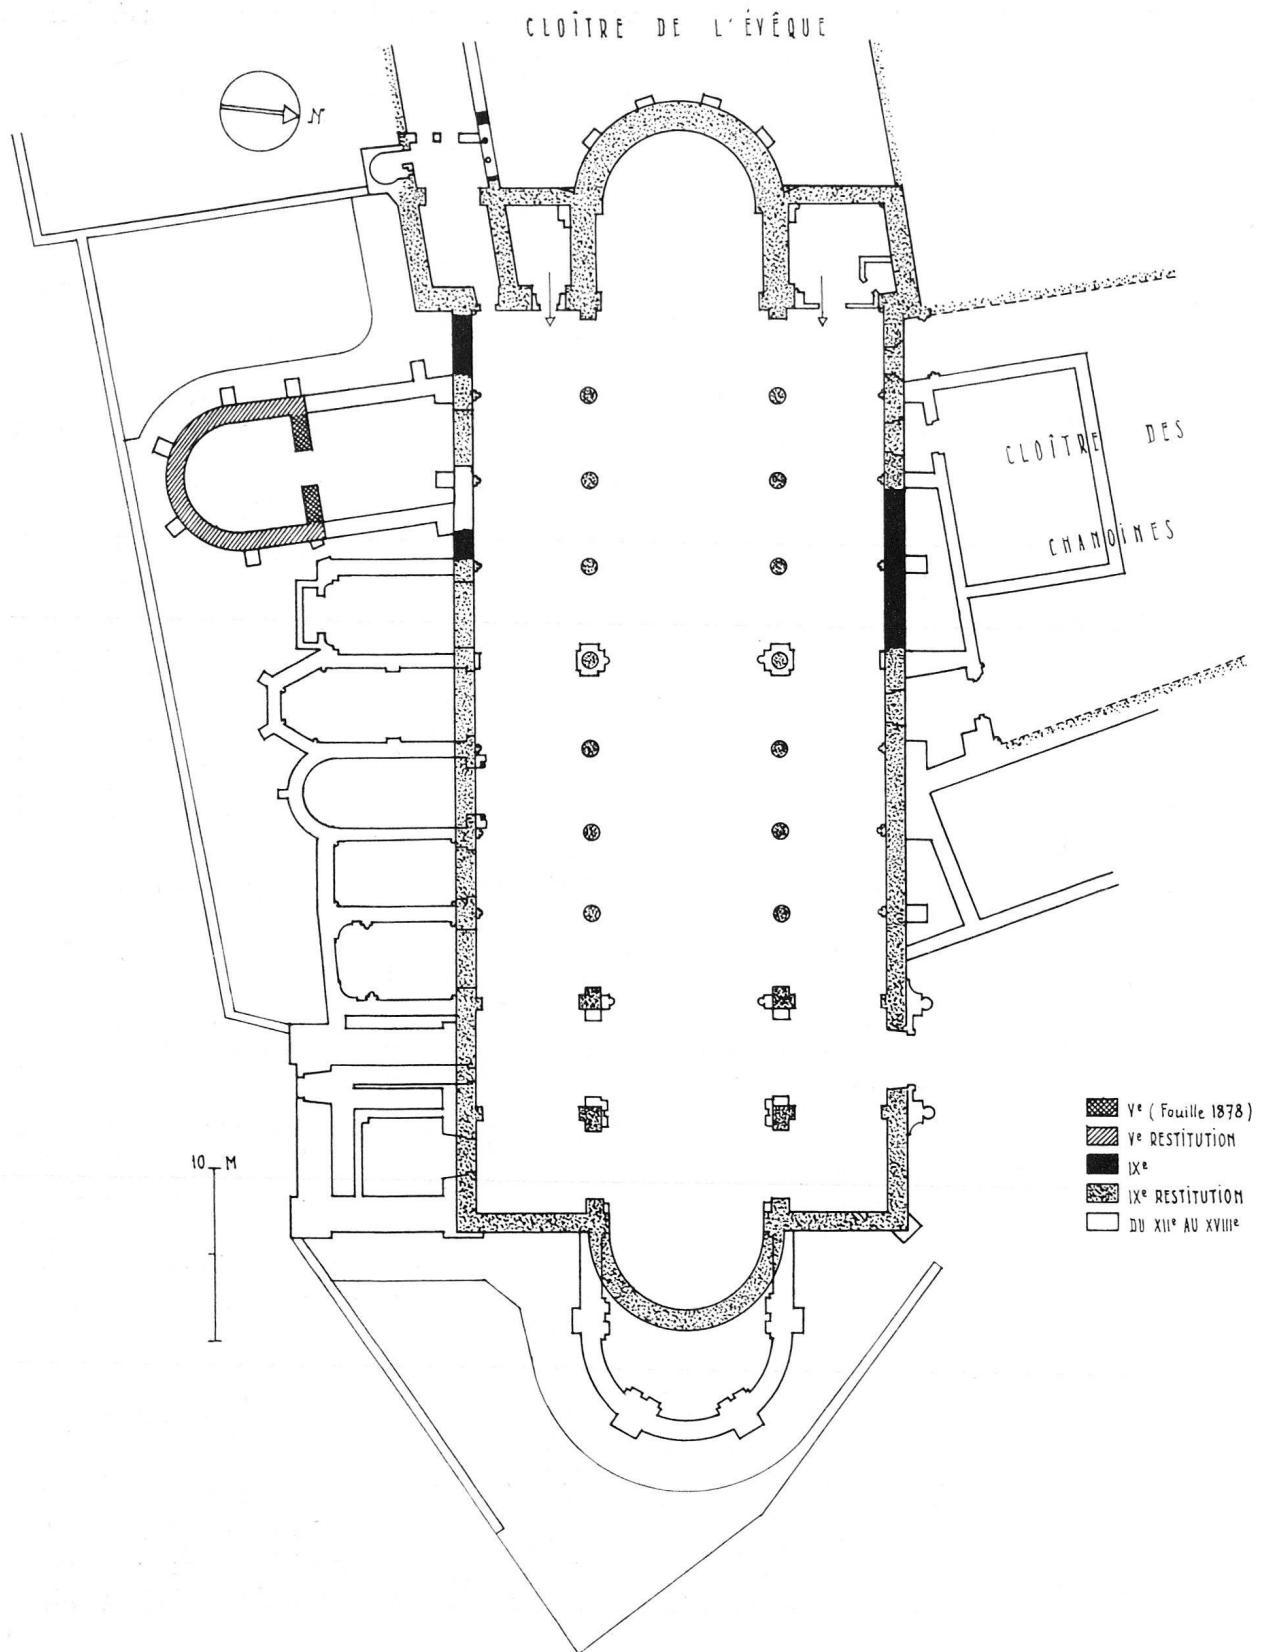 CLOÎTRE DE L'ÉVÊQUE
N
CLOÎTRE DES
CHANOINES
10 M
Ve (Fouille 1878)
Ve RESTITUTION
IXe
IXe RESTITUTION
DU XIIe AU XVIIIe